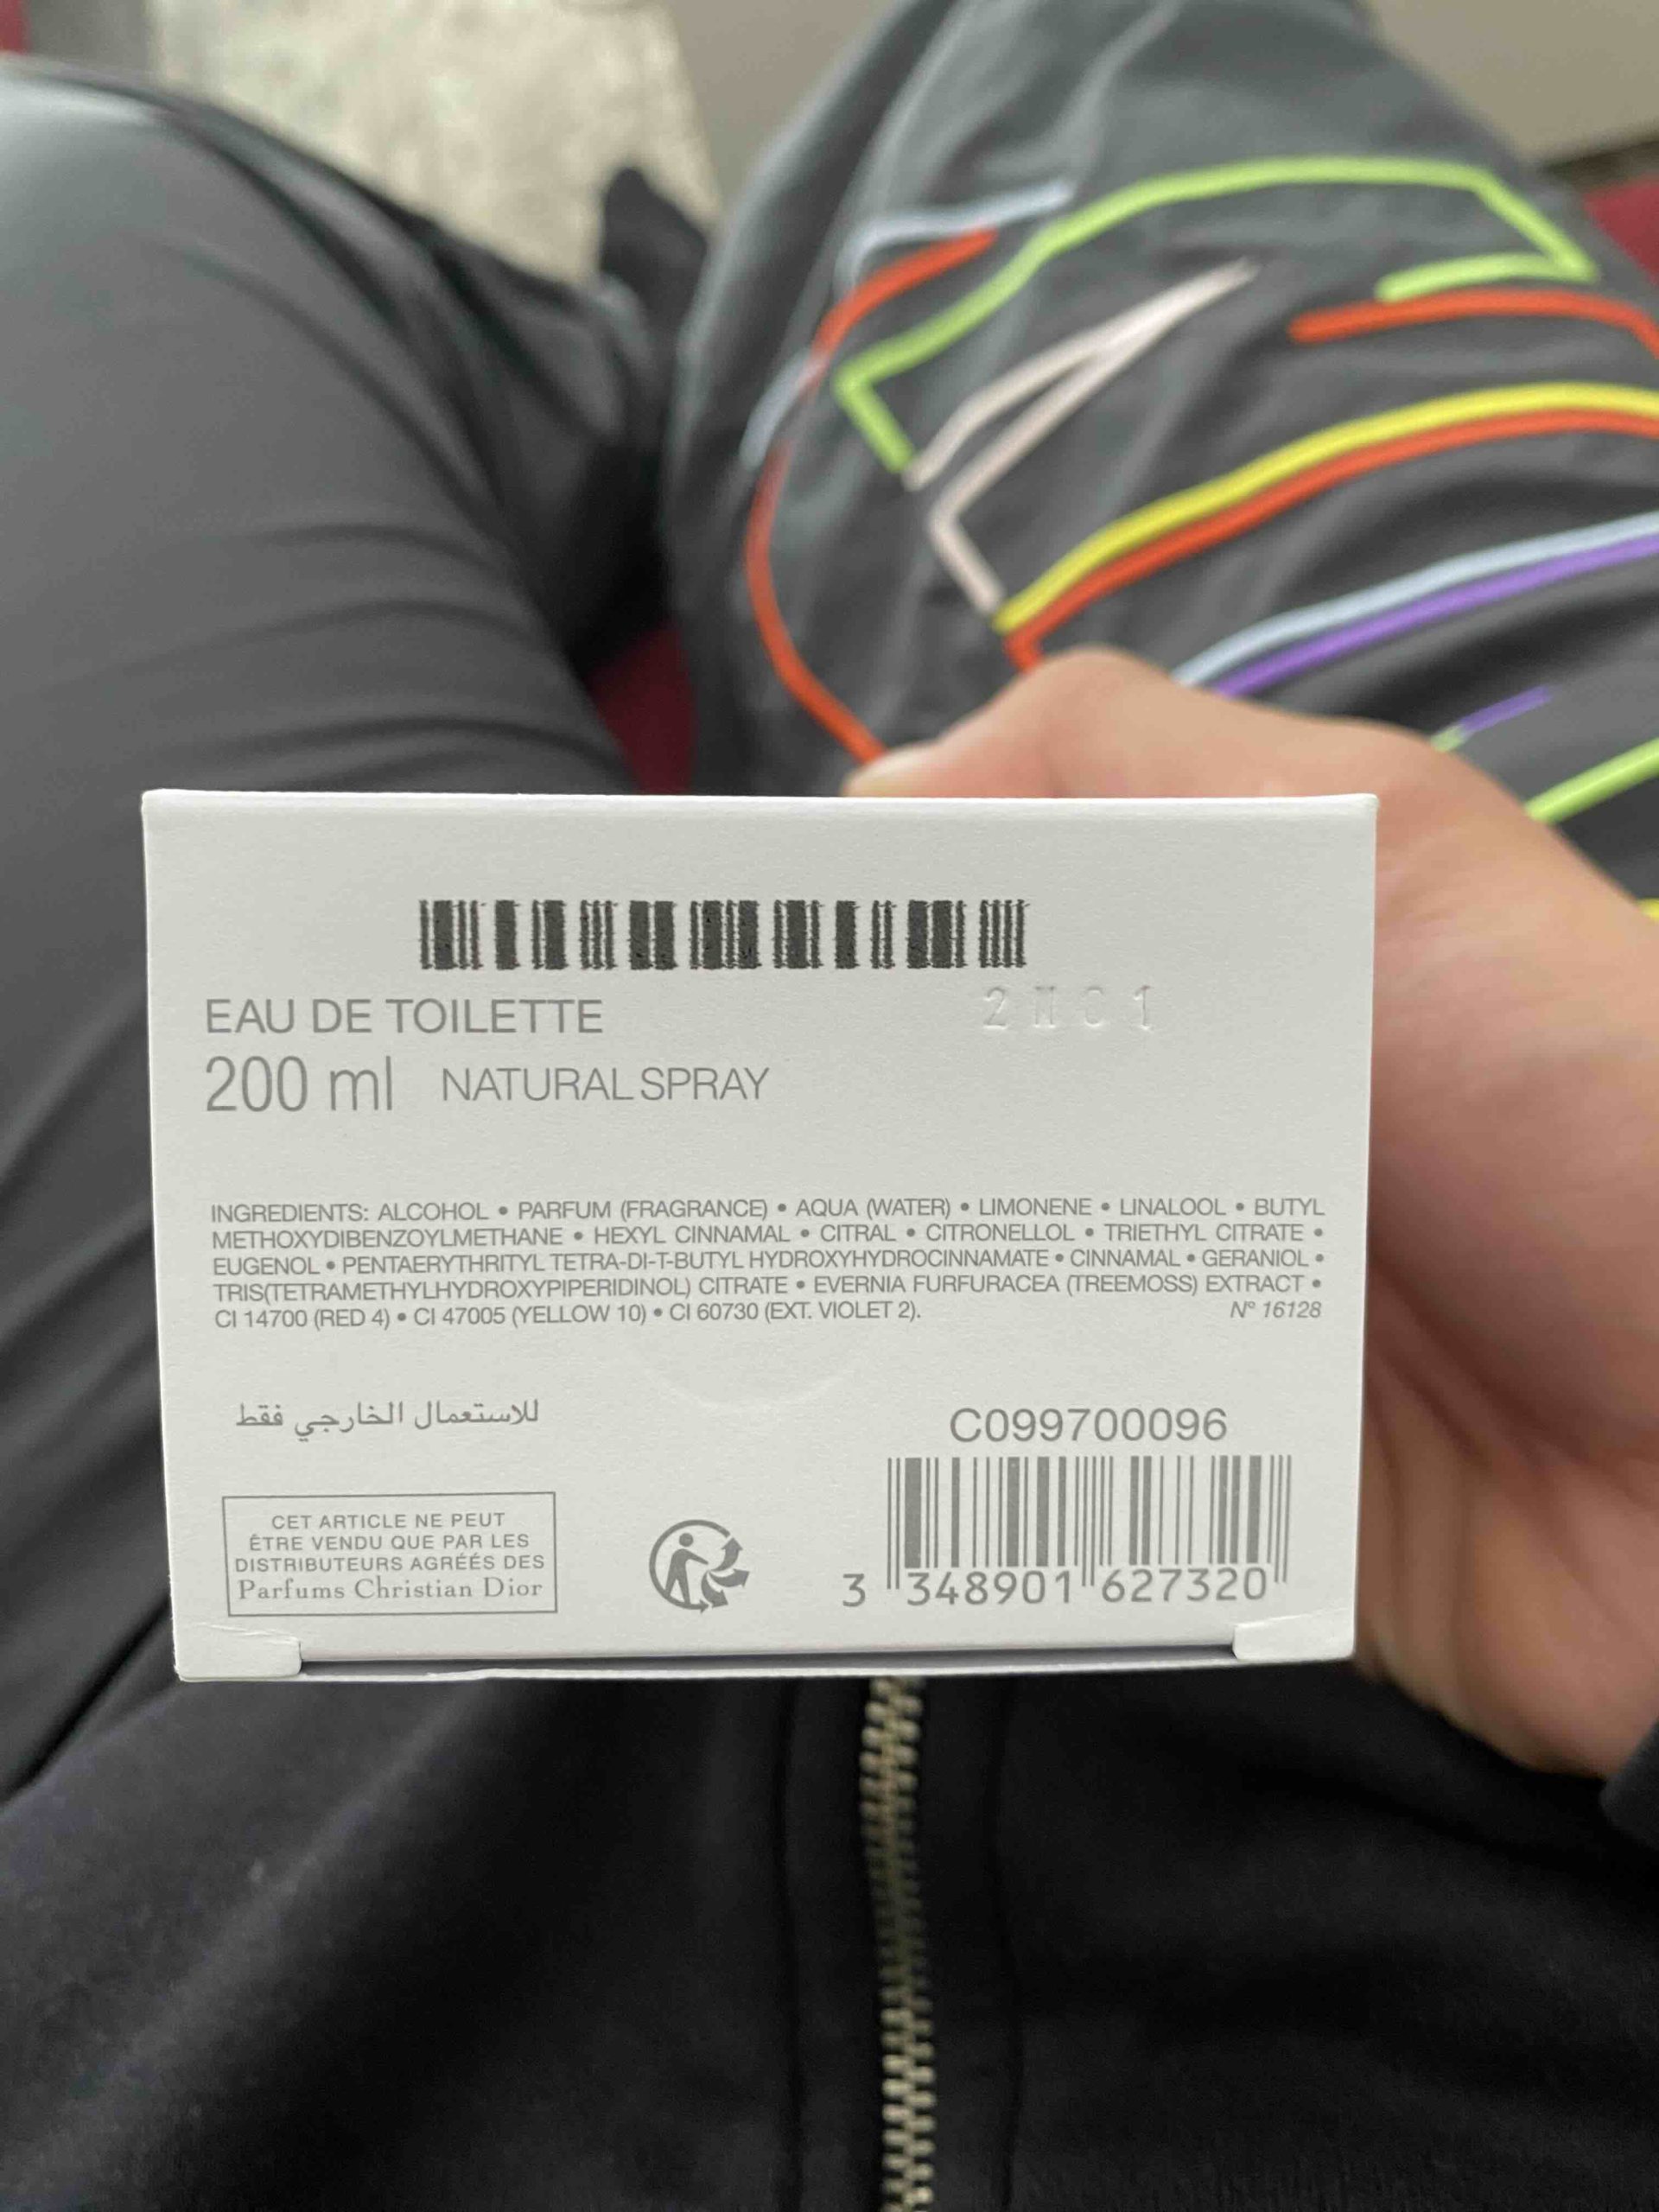 EAU DE TOILETTE
2 N C 1
200 ml NATURAL SPRAY
INGREDIENTS: ALCOHOL • PARFUM (FRAGRANCE) • AQUA (WATER) • LIMONENE • LINALOOL • BUTYL
METHOXYDIBENZOYLMETHANE • HEXYL CINNAMAL • CITRAL • CITRONELLOL • TRIETHYL CITRATE •
EUGENOL • PENTAERYTHRITYL TETRA-DI-T-BUTYL HYDROXYHYDROCINNAMATE • CINNAMAL • GERANIOL •
TRIS(TETRAMETHYLHYDROXYPIPERIDINOL) CITRATE • EVERNIA FURFURACEA (TREEMOSS) EXTRACT •
CI 14700 (RED 4) • CI 47005 (YELLOW 10) • CI 60730 (EXT. VIOLET 2). N° 16128
للاستعمال الخارجي فقط
C099700096
CET ARTICLE NE PEUT
ÊTRE VENDU QUE PAR LES
DISTRIBUTEURS AGRÉÉS DES
Parfums Christian Dior
3 348901 627320